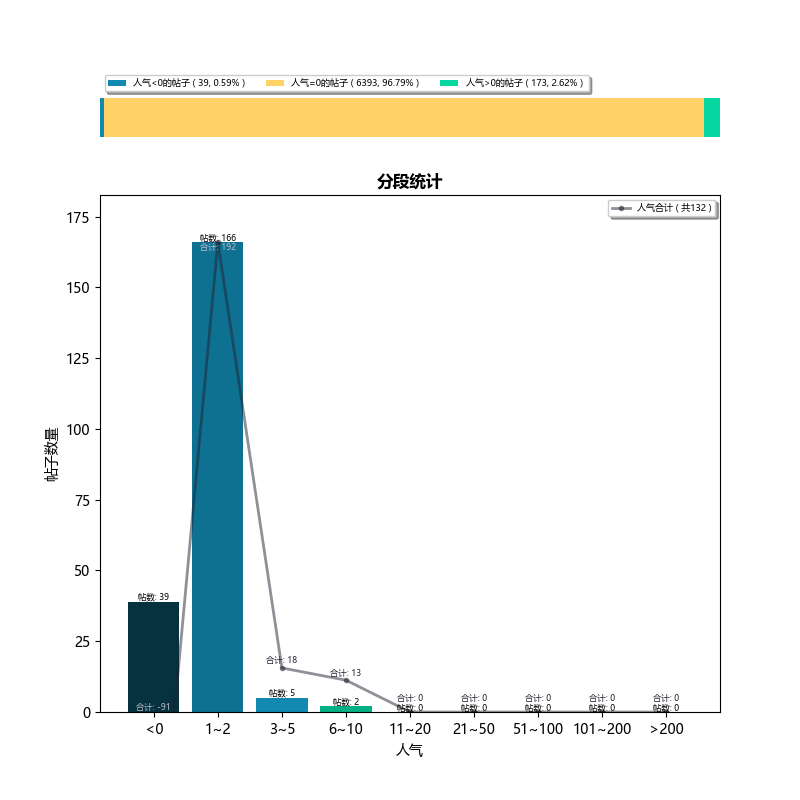 人气<0的帖子 ( 39, 0.59% ) 人气=0的帖子 ( 6393, 96.79% ) 人气>0的帖子 ( 173, 2.62% )
分段统计
人气合计 ( 共132 )
175
150
125
100
75
50
25
0
帖子数量
帖数: 166
合计: 192
帖数: 39
合计: -91
合计: 18
帖数: 5
合计: 13
帖数: 2
合计: 0 合计: 0 合计: 0 合计: 0 合计: 0
帖数: 0 帖数: 0 帖数: 0 帖数: 0 帖数: 0
<0 1~2 3~5 6~10 11~20 21~50 51~100 101~200 >200
人气